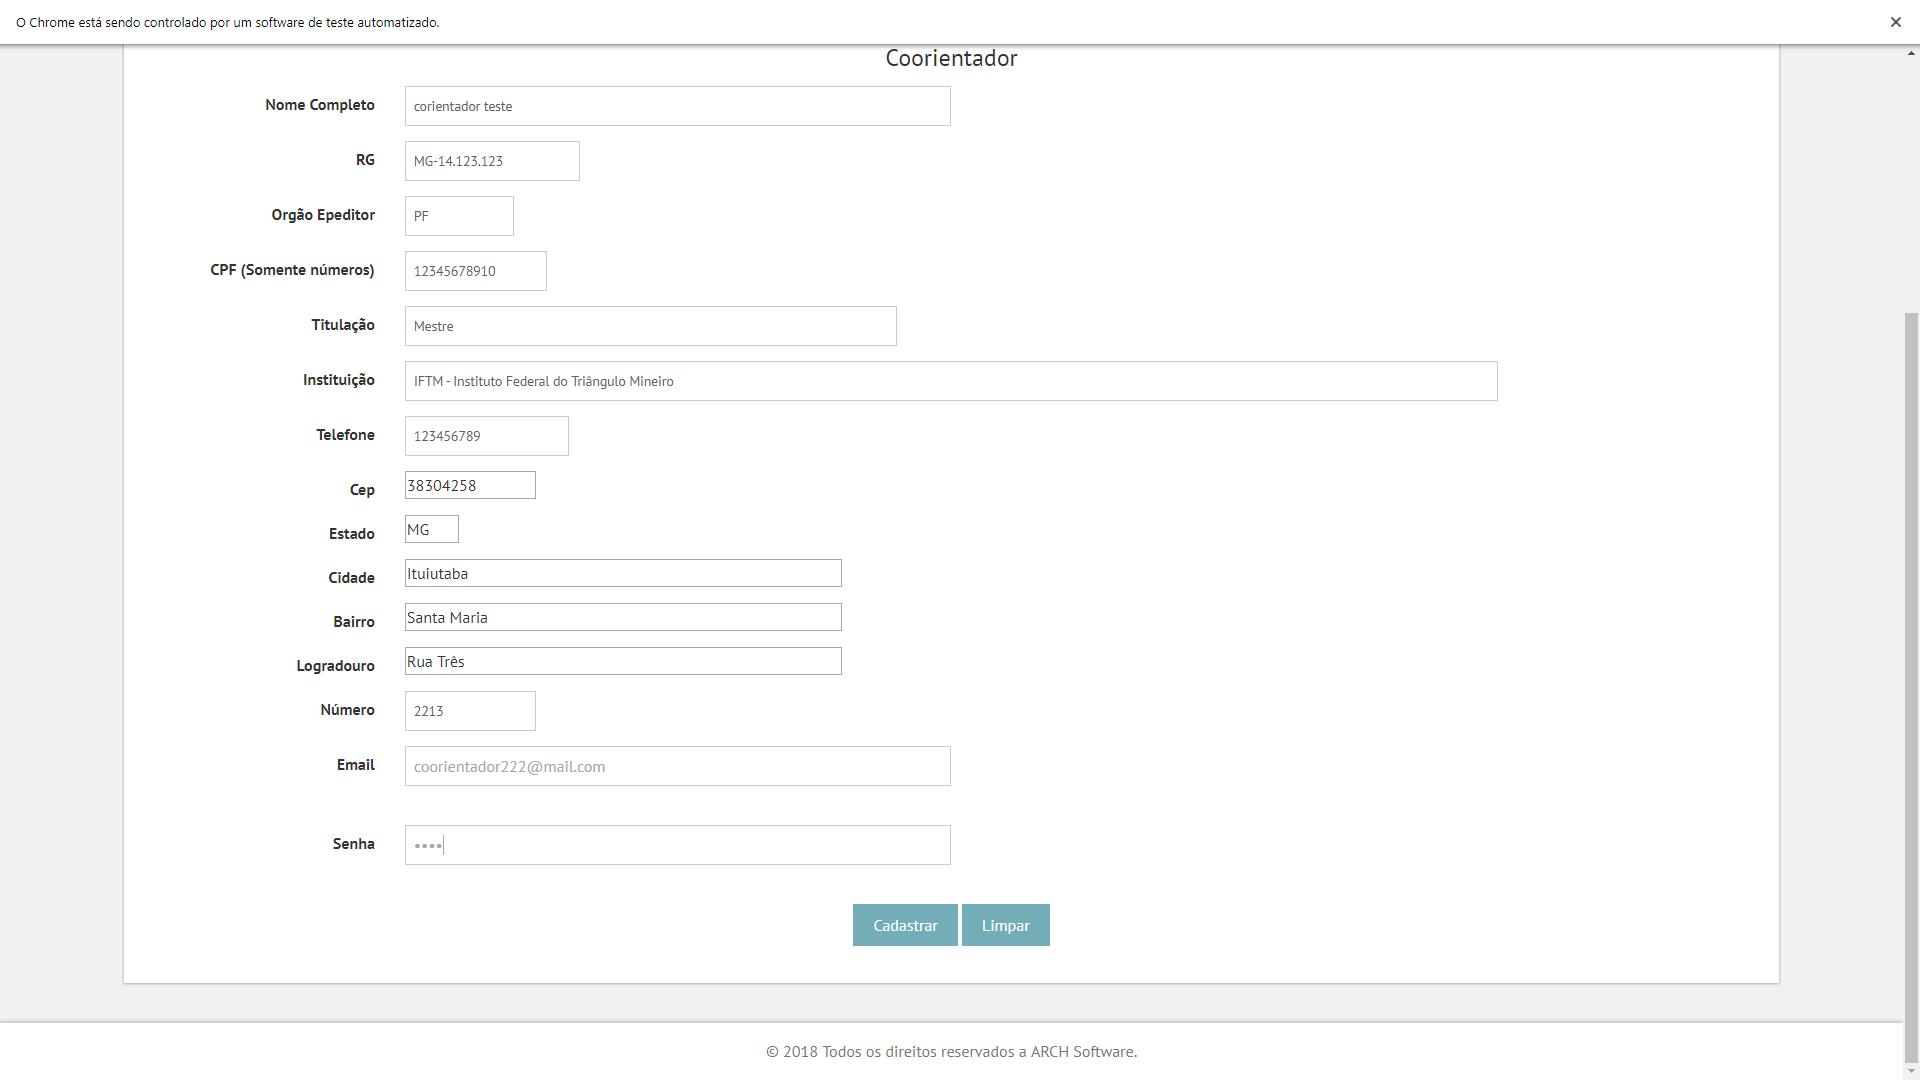 O Chrome está sendo controlado por um software de teste automatizado.
Coorientador
Nome Completo
corientador teste
RG
MG-14.123.123
Orgão Epeditor
PF
CPF (Somente números)
12345678910
Titulação
Mestre
Instituição
IFTM - Instituto Federal do Triângulo Mineiro
Telefone
123456789
Cep
38304258
Estado
MG
Cidade
Ituiutaba
Bairro
Santa Maria
Logradouro
Rua Três
Número
2213
Email
coorientador222@mail.com
Senha
••••
Cadastrar Limpar
© 2018 Todos os direitos reservados a ARCH Software.